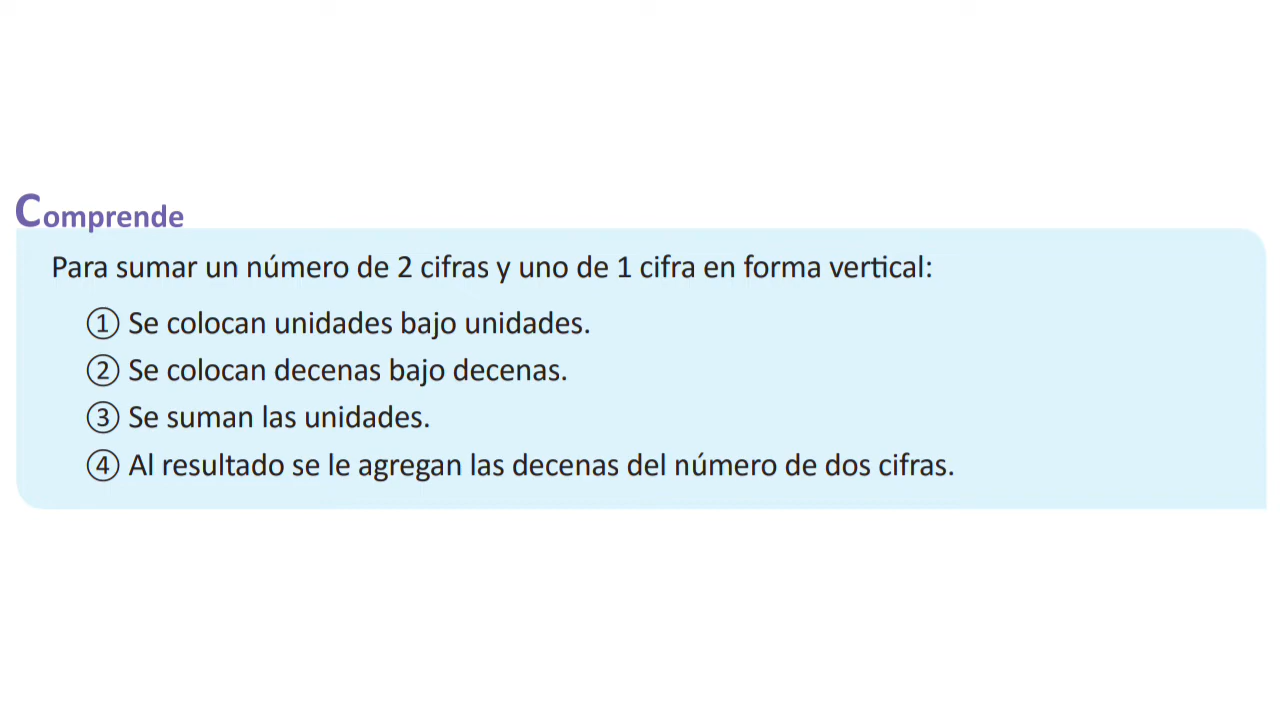 Comprende
Para sumar un número de 2 cifras y uno de 1 cifra en forma vertical:
① Se colocan unidades bajo unidades.
② Se colocan decenas bajo decenas.
③ Se suman las unidades.
④ Al resultado se le agregan las decenas del número de dos cifras.